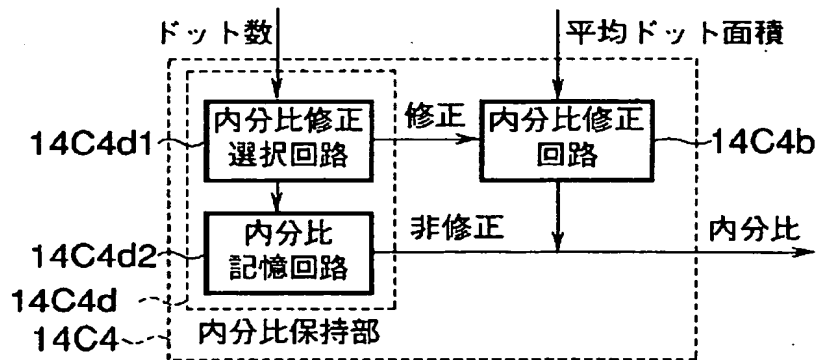 ドット数
平均ドット面積
14C4d1
内分比修正
選択回路
修正
内分比修正
回路
14C4b
14C4d2
内分比
記憶回路
非修正
内分比
14C4d
14C4
内分比保持部